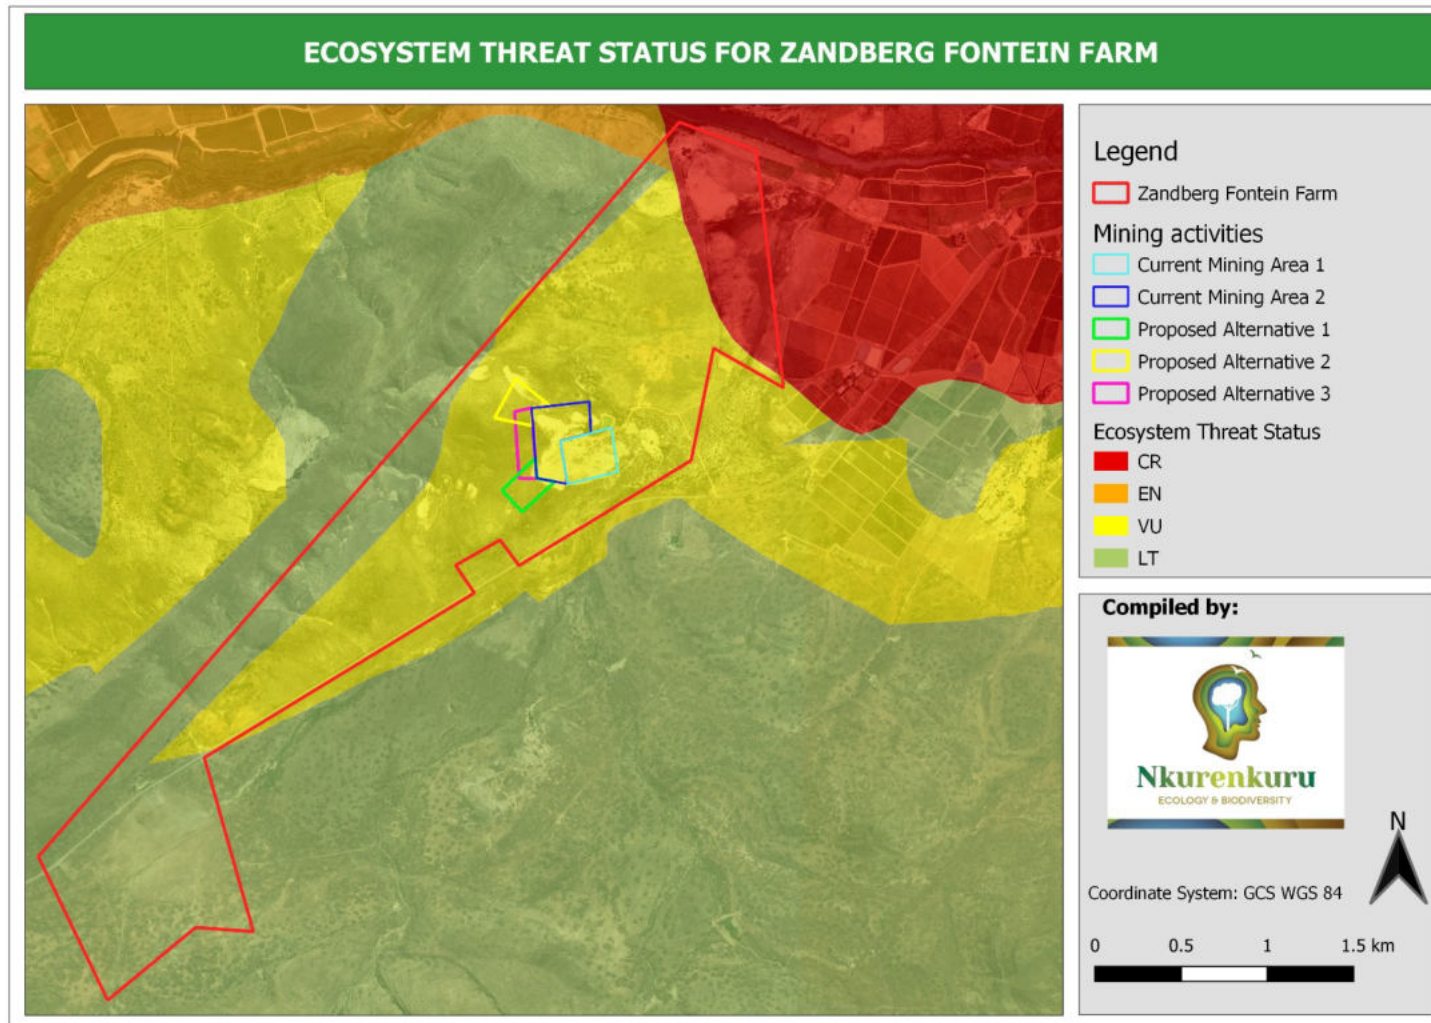 ECOSYSTEM THREAT STATUS FOR ZANDBERG FONTEIN FARM
Legend
Zandberg Fontein Farm
Mining activities
Current Mining Area 1
Current Mining Area 2
Proposed Alternative 1
Proposed Alternative 2
Proposed Alternative 3
Ecosystem Threat Status
CR
EN
VU
LT
Compiled by:
Nkurenkuru
ECOLOGY & BIODIVERSITY
N
Coordinate System: GCS WGS 84
0 0.5 1 1.5 km